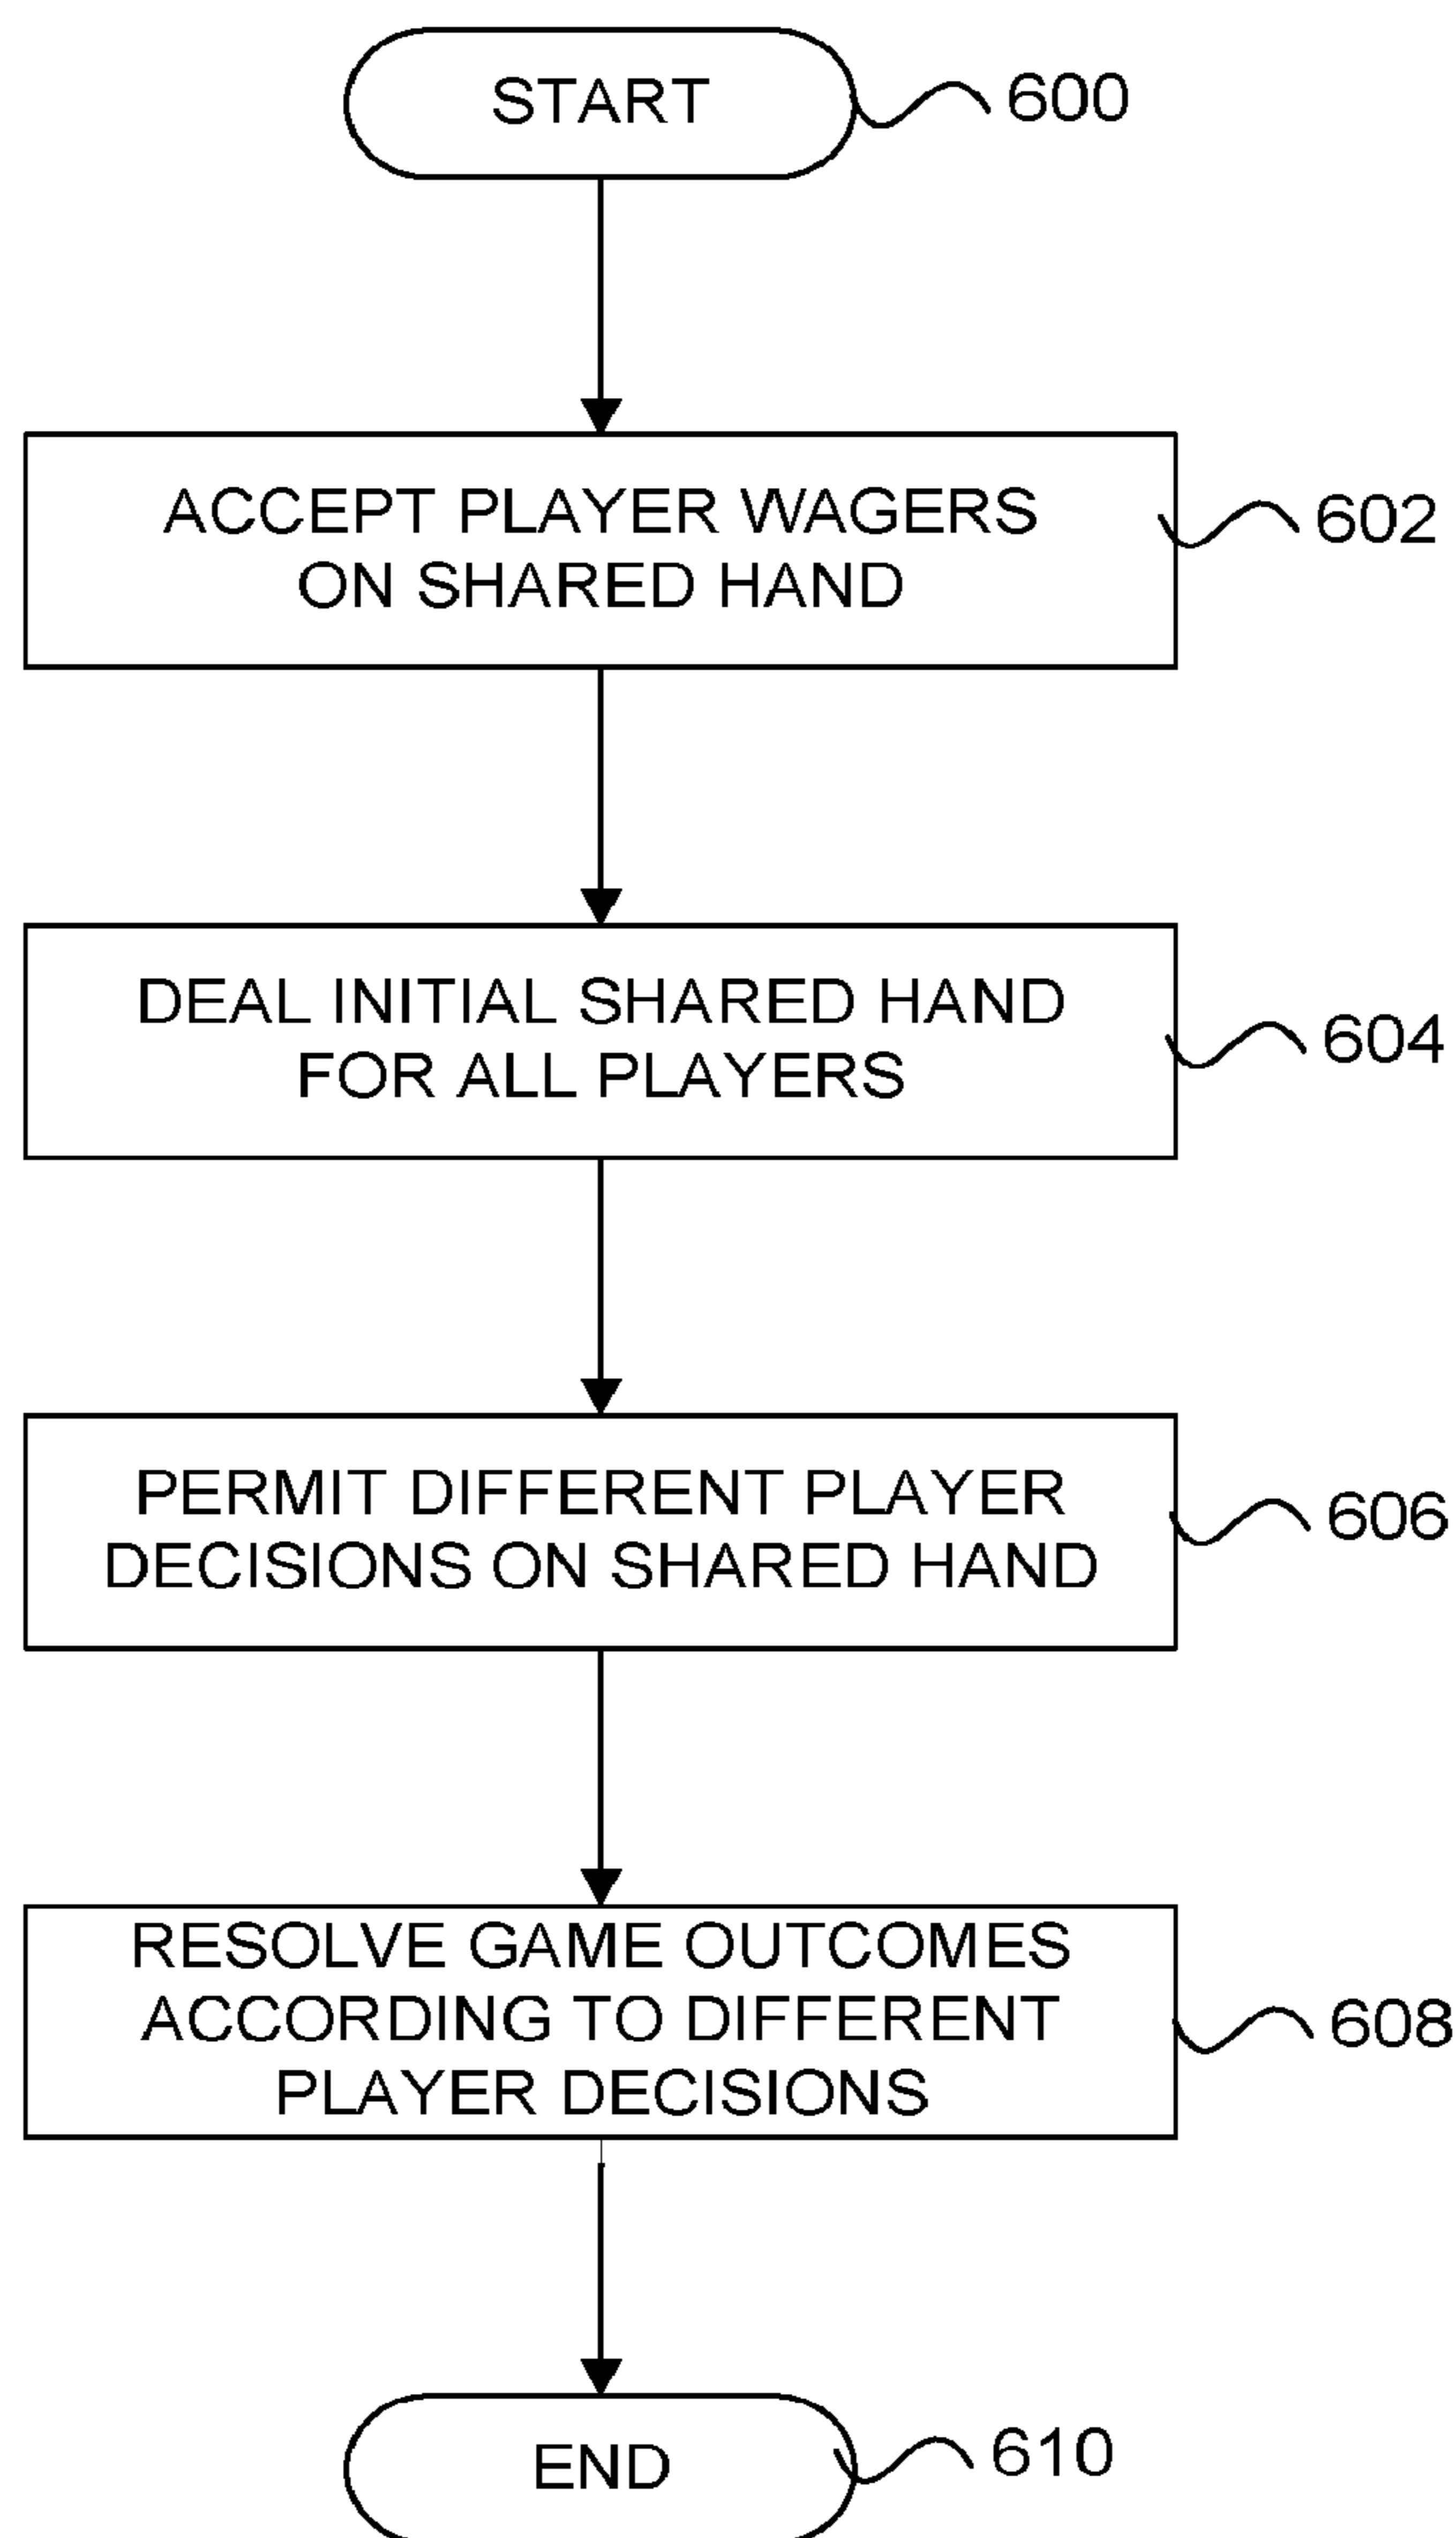 START
600
ACCEPT PLAYER WAGERS
ON SHARED HAND
602
DEAL INITIAL SHARED HAND
FOR ALL PLAYERS
604
PERMIT DIFFERENT PLAYER
DECISIONS ON SHARED HAND
606
RESOLVE GAME OUTCOMES
ACCORDING TO DIFFERENT
PLAYER DECISIONS
608
END
610